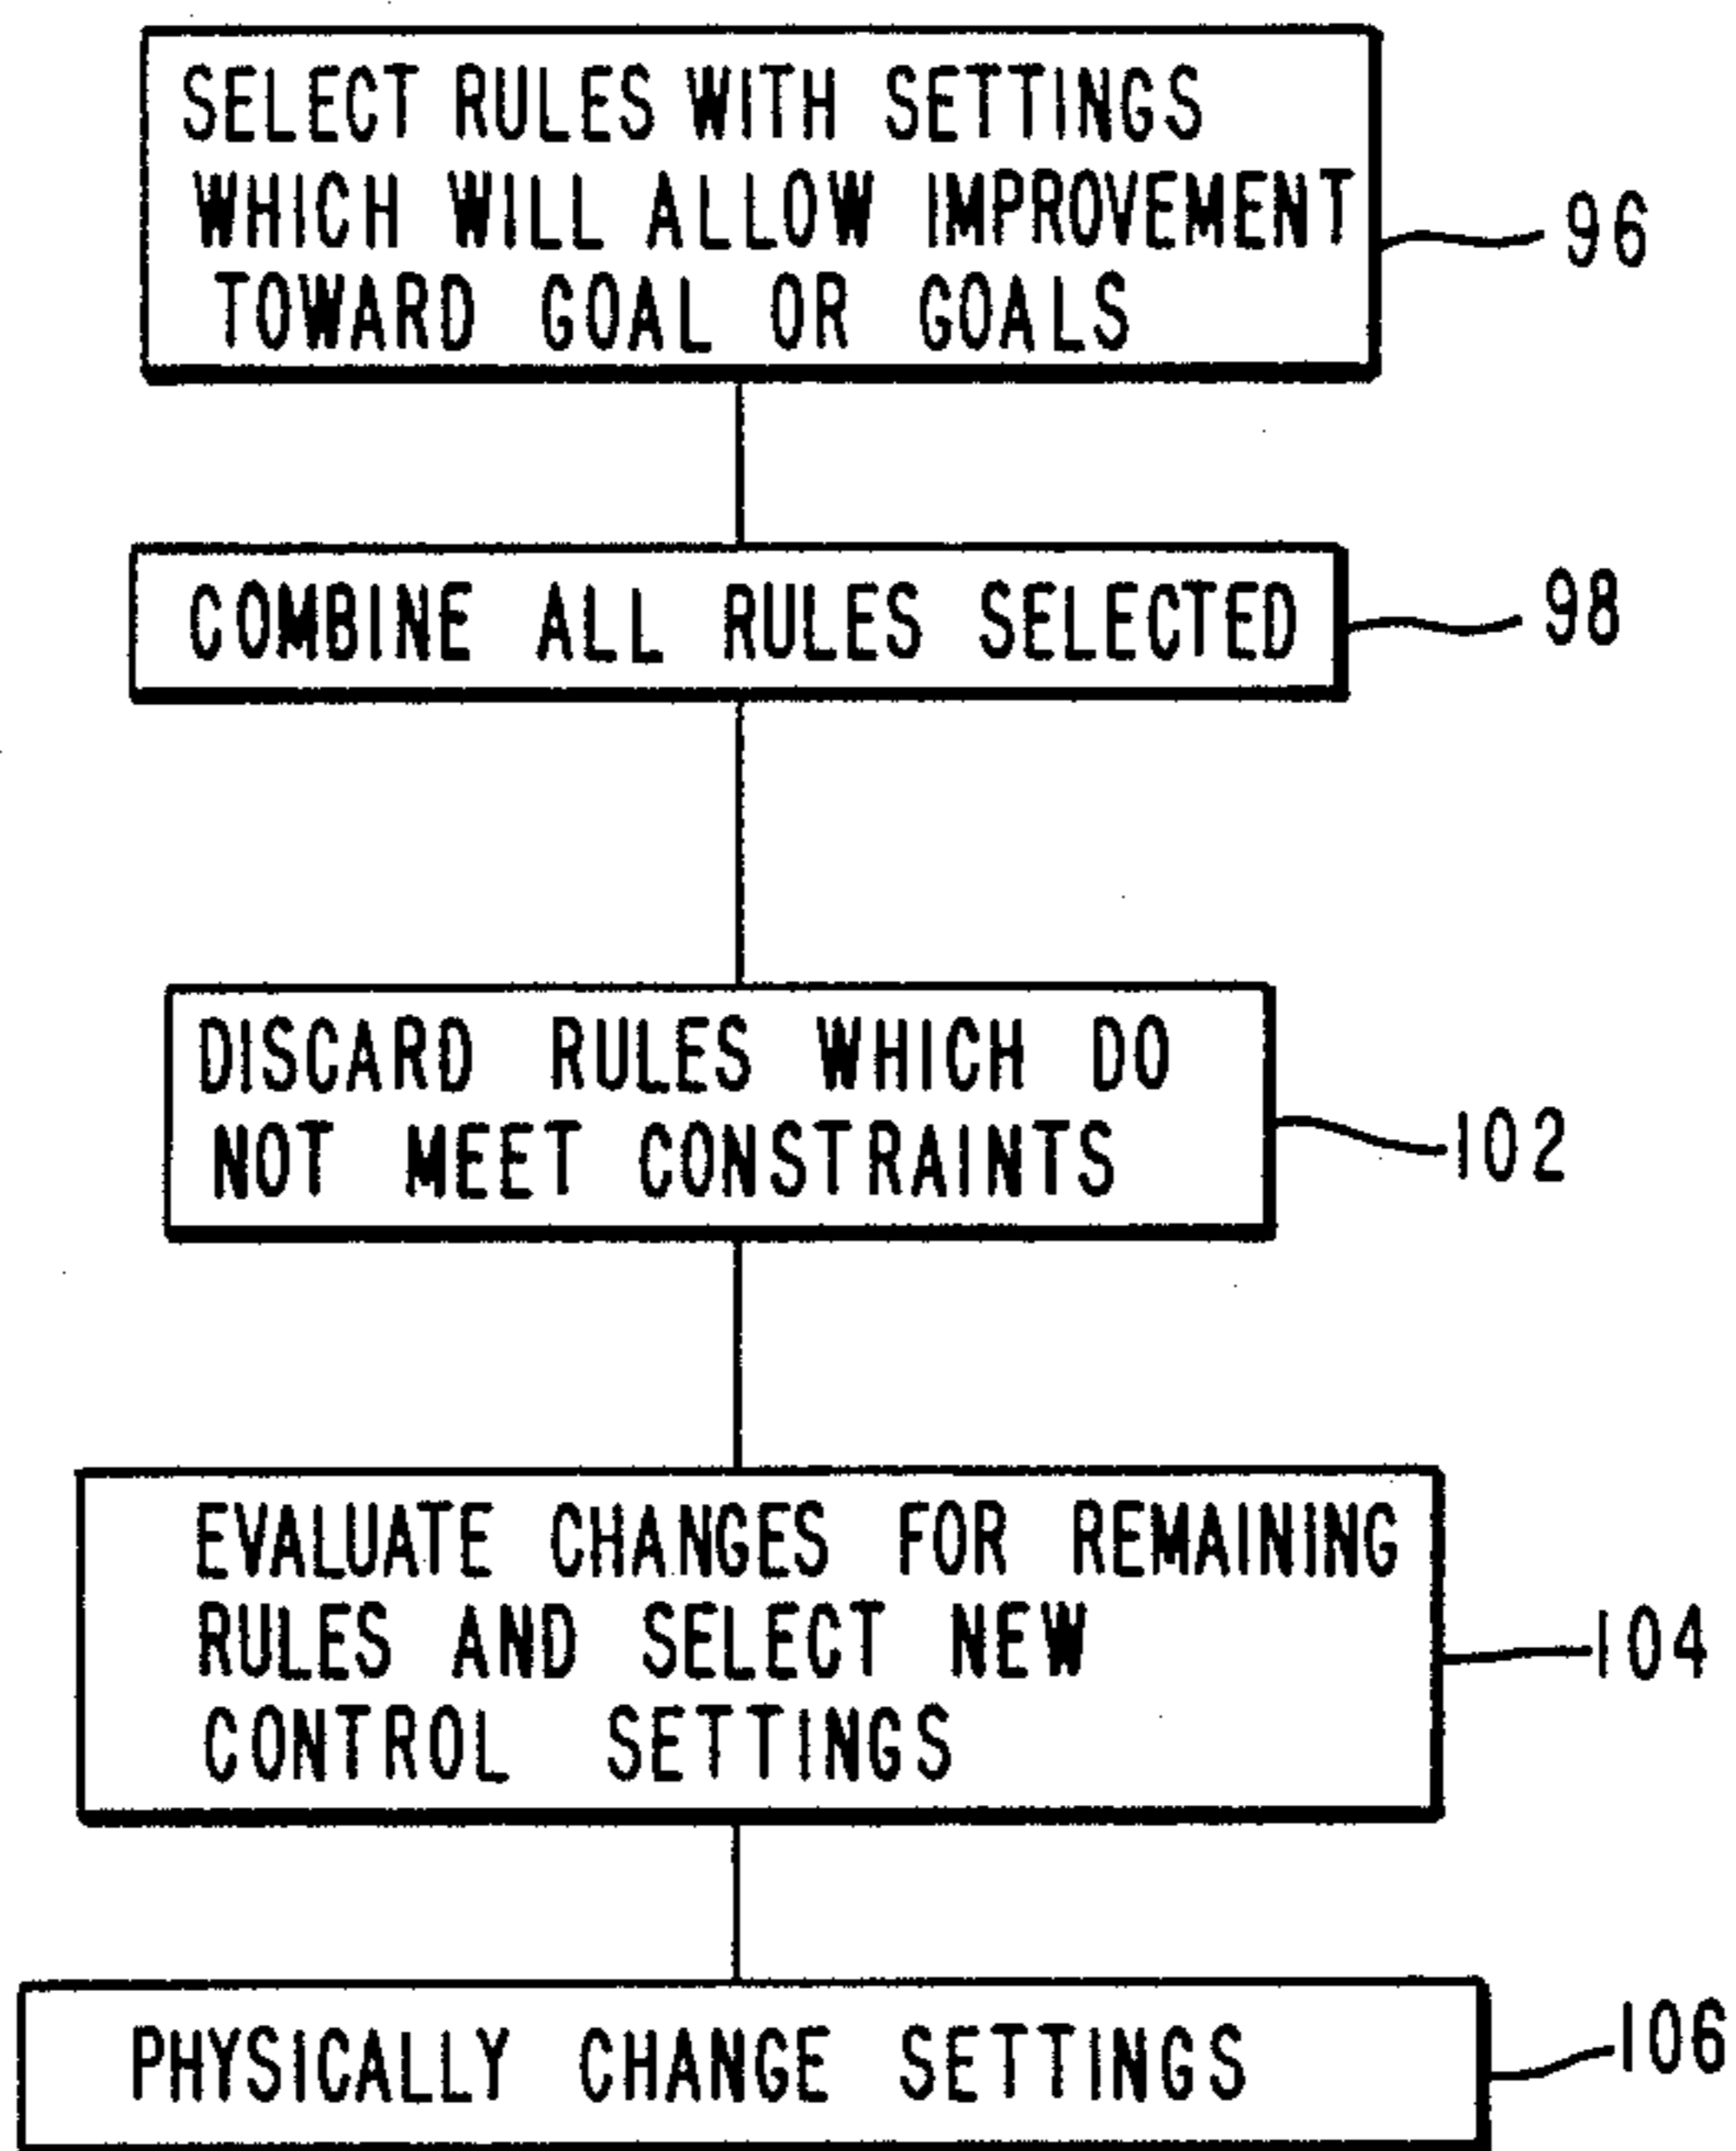 SELECT RULES WITH SETTINGS
WHICH WILL ALLOW IMPROVEMENT
TOWARD GOAL OR GOALS
96
COMBINE ALL RULES SELECTED
98
DISCARD RULES WHICH DO
NOT MEET CONSTRAINTS
102
EVALUATE CHANGES FOR REMAINING
RULES AND SELECT NEW
CONTROL SETTINGS
104
PHYSICALLY CHANGE SETTINGS
106